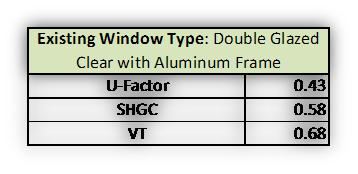 Existing Window Type: Double Glazed
Clear with Aluminum Frame
U-Factor 0.43
SHGC 0.58
VT 0.68